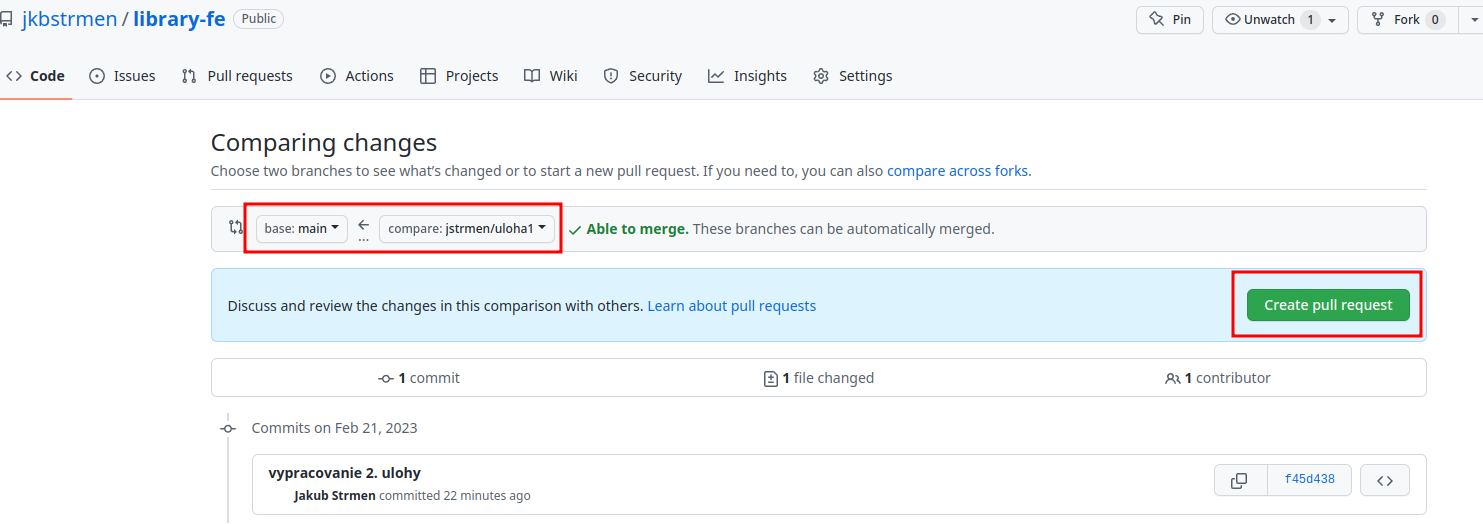 jkbstrmen / library-fe Public Pin Unwatch 1 Fork 0
Code Issues Pull requests Actions Projects Wiki Security Insights Settings
Comparing changes
Choose two branches to see what's changed or to start a new pull request. If you need to, you can also compare across forks.
base: main ... compare: jstrmen/uloha1 Able to merge. These branches can be automatically merged.
Discuss and review the changes in this comparison with others. Learn about pull requests Create pull request
1 commit 1 file changed 1 contributor
Commits on Feb 21, 2023
vypracovanie 2. ulohy f45d438
Jakub Strmen committed 22 minutes ago